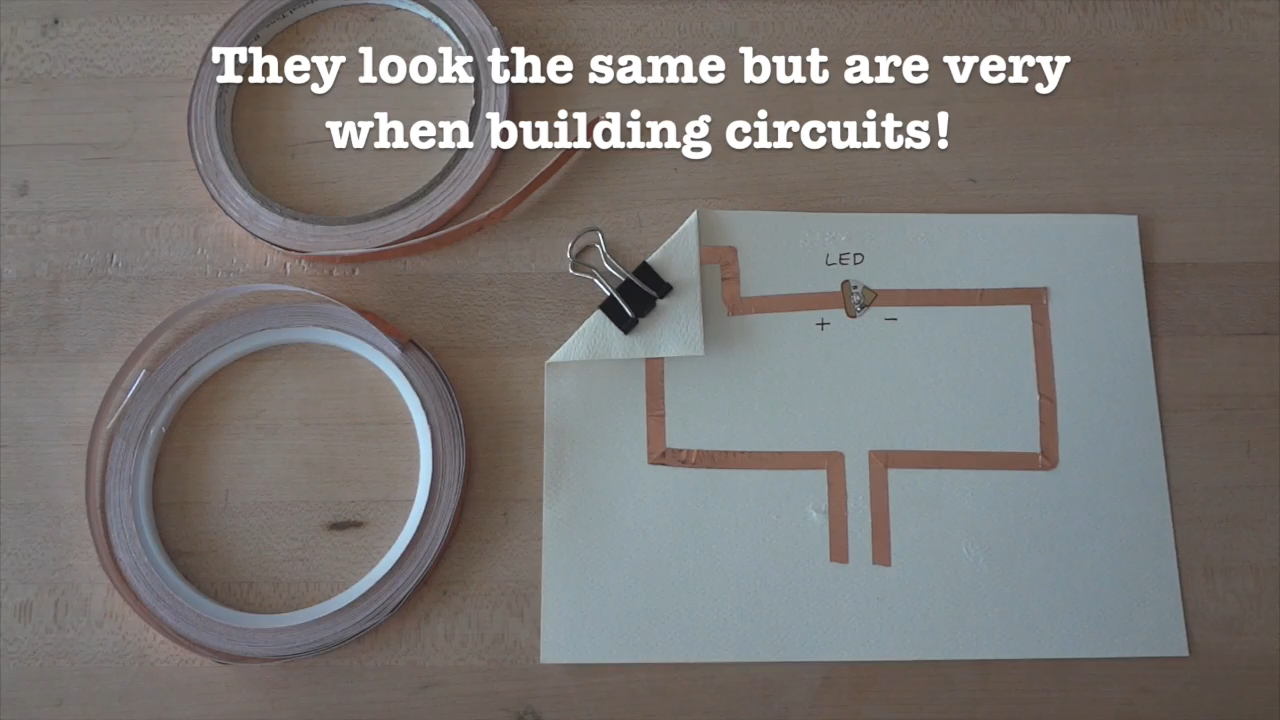 They look the same but are very
when building circuits!
LED
+ −